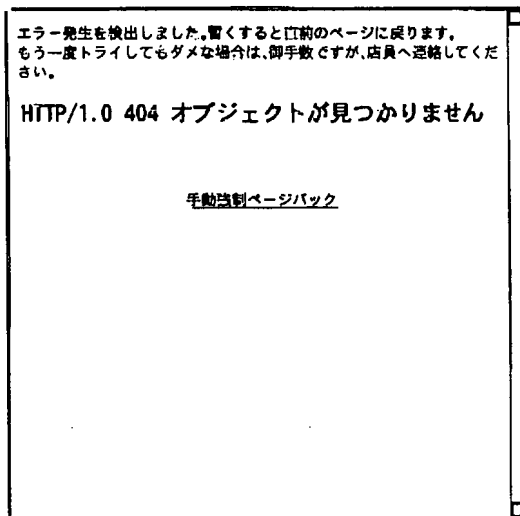 エラー発生を検出しました。暫くすると直前のページに戻ります。
もう一度トライしてもダメな場合は、御手数ですが、店員へ連絡してくだ
さい。
HTTP/1.0 404 オブジェクトが見つかりません
手動強制ページバック